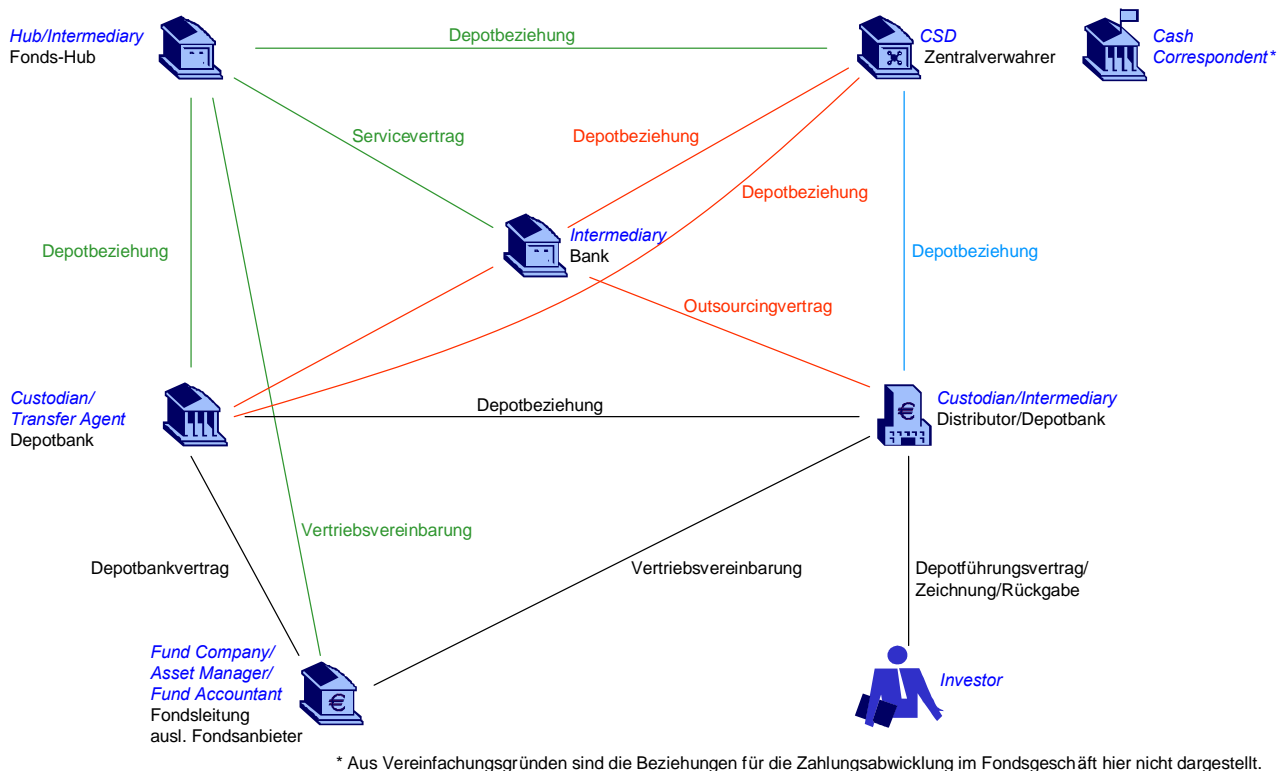 Hub/Intermediary
Fonds-Hub
Depotbeziehung
CSD
Zentralverwahrer
Cash
Correspondent*
Servicevertrag
Depotbeziehung
Depotbeziehung
Intermediary
Bank
Depotbeziehung
Depotbeziehung
Outsourcingvertrag
Custodian/
Transfer Agent
Depotbank
Depotbeziehung
Custodian/Intermediary
Distributor/Depotbank
Vertriebsvereinbarung
Depotbankvertrag
Vertriebsvereinbarung
Depotführungsvertrag/
Zeichnung/Rückgabe
Fund Company/
Asset Manager/
Fund Accountant
Fondsleitung
ausl. Fondsanbieter
€
€
Investor
* Aus Vereinfachungsgründen sind die Beziehungen für die Zahlungsabwicklung im Fondsgeschäft hier nicht dargestellt.